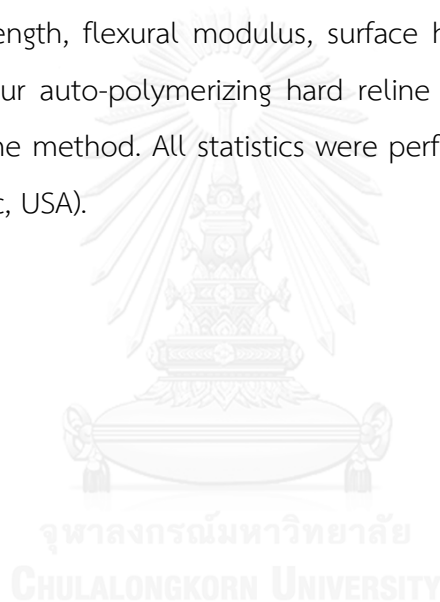 ength, flexural modulus, surface h
ur auto-polymerizing hard reline
ne method. All statistics were perf
c, USA).
จุฬาลงกรณ์มหาวิทยาลัย
CHULALONGKORN UNIVERSITY